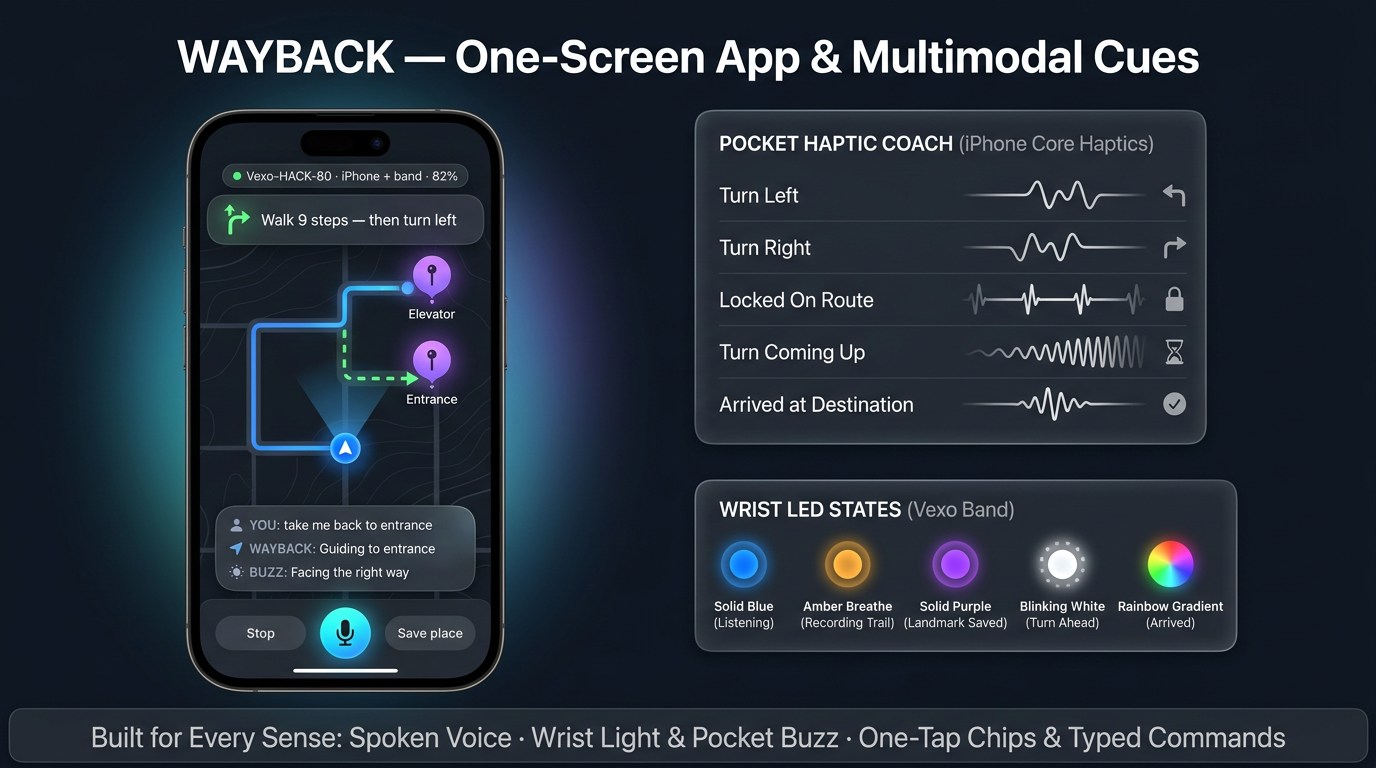 WAYBACK — One-Screen App & Multimodal Cues
Vexo-HACK-80 · iPhone + band · 82%
Walk 9 steps — then turn left
Elevator
Entrance
YOU: take me back to entrance
WAYBACK: Guiding to entrance
BUZZ: Facing the right way
Stop
Save place
POCKET HAPTIC COACH (iPhone Core Haptics)
Turn Left
Turn Right
Locked On Route
Turn Coming Up
Arrived at Destination
WRIST LED STATES (Vexo Band)
Solid Blue
(Listening)
Amber Breathe
(Recording Trail)
Solid Purple
(Landmark Saved)
Blinking White
(Turn Ahead)
Rainbow Gradient
(Arrived)
Built for Every Sense: Spoken Voice · Wrist Light & Pocket Buzz · One-Tap Chips & Typed Commands